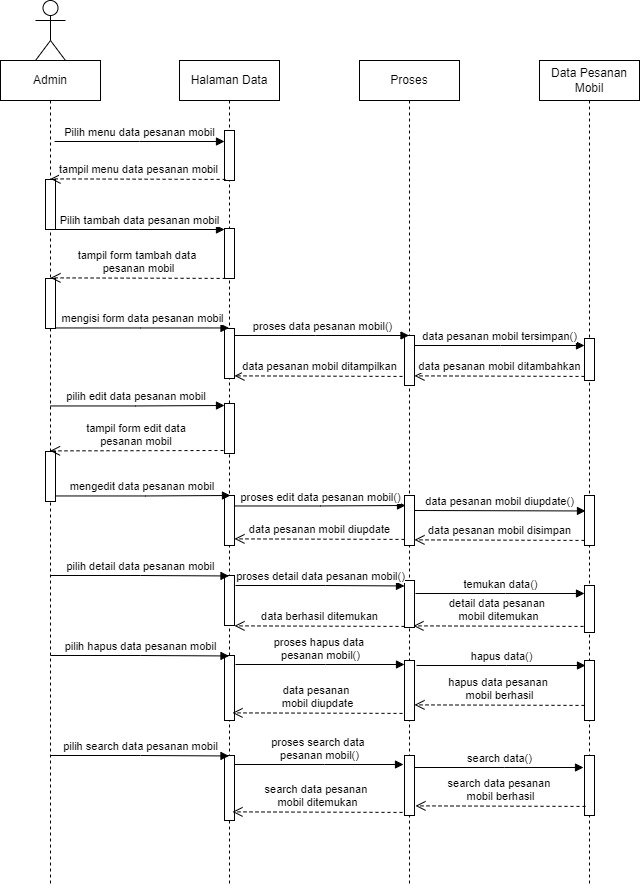 Admin
Halaman Data
Proses
Data Pesanan
Mobil
Pilih menu data pesanan mobil
tampil menu data pesanan mobil
Pilih tambah data pesanan mobil
tampil form tambah data
pesanan mobil
mengisi form data pesanan mobil
proses data pesanan mobil()
data pesanan mobil tersimpan()
data pesanan mobil ditampilkan
data pesanan mobil ditambahkan
pilih edit data pesanan mobil
tampil form edit data
pesanan mobil
mengedit data pesanan mobil
proses edit data pesanan mobil()
data pesanan mobil diupdate()
data pesanan mobil diupdate
data pesanan mobil disimpan
pilih detail data pesanan mobil
proses detail data pesanan mobil()
temukan data()
data berhasil ditemukan
detail data pesanan
mobil ditemukan
pilih hapus data pesanan mobil
proses hapus data
pesanan mobil()
hapus data()
data pesanan
mobil diupdate
hapus data pesanan
mobil berhasil
pilih search data pesanan mobil
proses search data
pesanan mobil()
search data()
search data pesanan
mobil ditemukan
search data pesanan
mobil berhasil